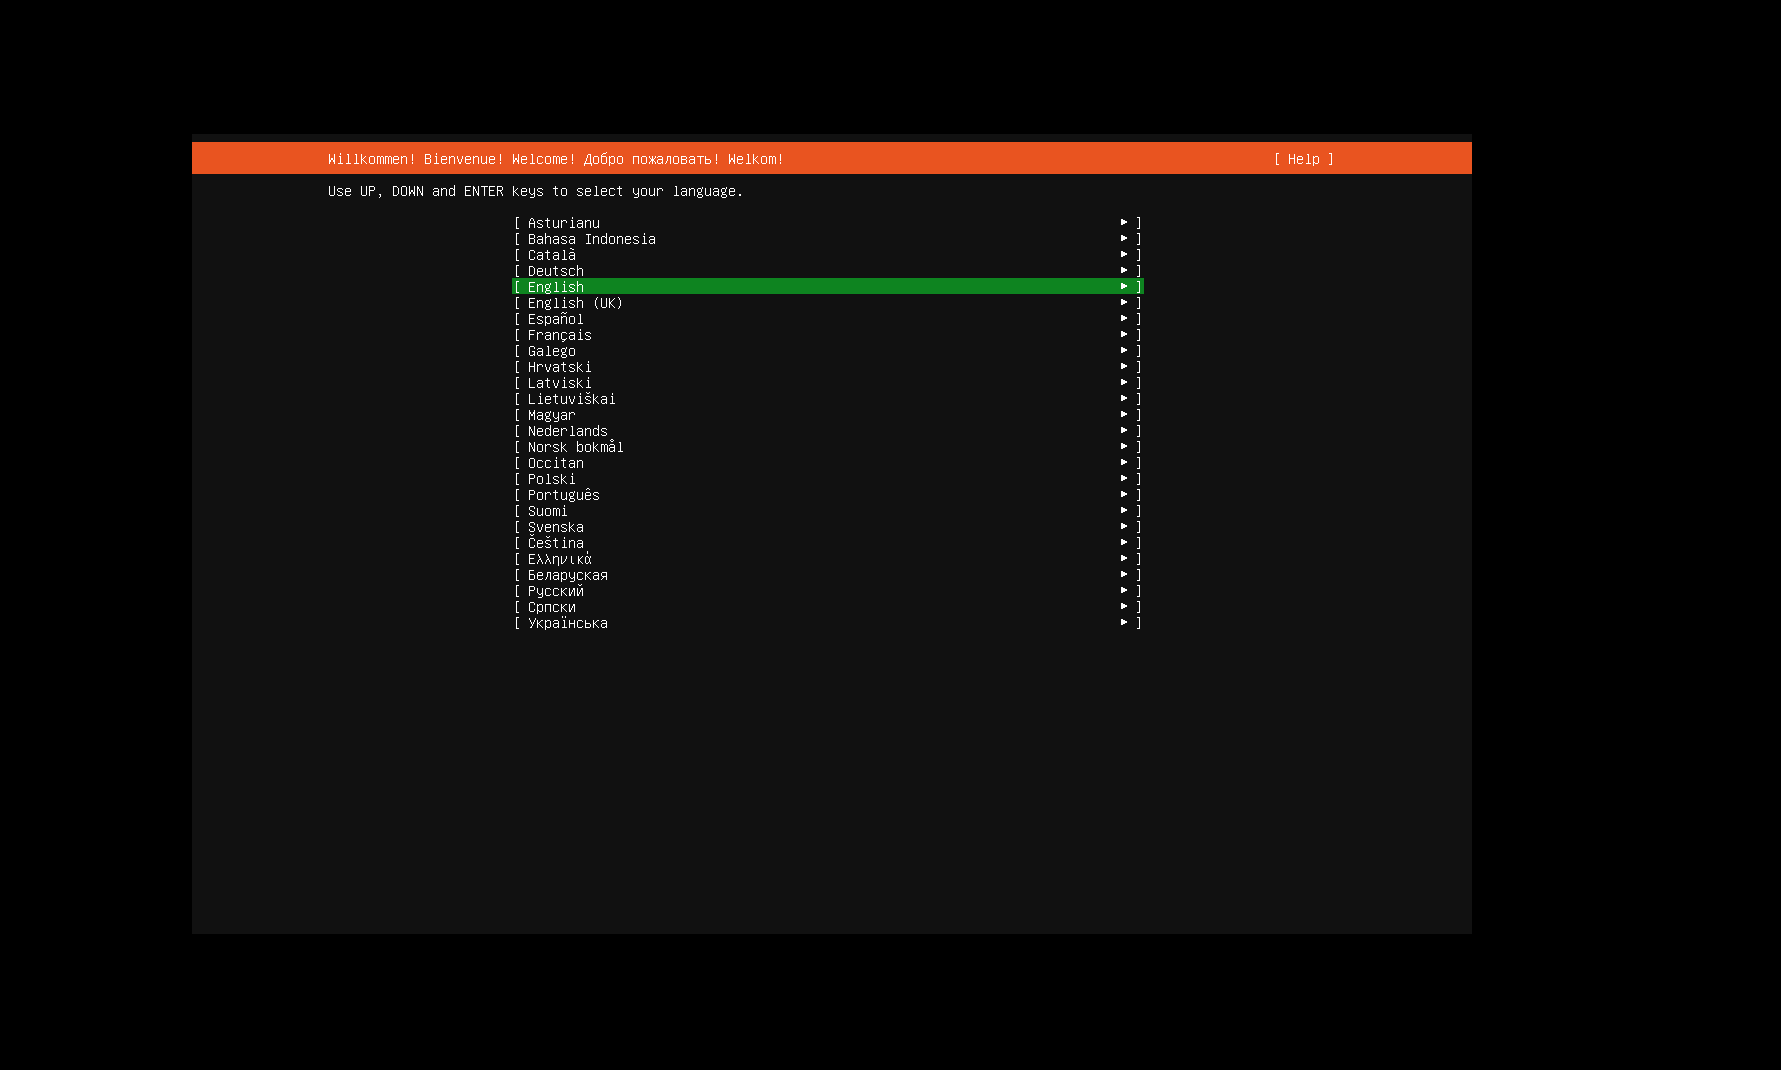 Willkommen! Bienvenue! Welcome! Добро пожаловать! Welkom! [ Help ]
Use UP, DOWN and ENTER keys to select your language.
[ Asturianu ► ]
[ Bahasa Indonesia ► ]
[ Català ► ]
[ Deutsch ► ]
[ English ► ]
[ English (UK) ► ]
[ Español ► ]
[ Français ► ]
[ Galego ► ]
[ Hrvatski ► ]
[ Latviski ► ]
[ Lietuviškai ► ]
[ Magyar ► ]
[ Nederlands ► ]
[ Norsk bokmål ► ]
[ Occitan ► ]
[ Polski ► ]
[ Português ► ]
[ Suomi ► ]
[ Svenska ► ]
[ Čeština ► ]
[ Ελληνικά ► ]
[ Беларуская ► ]
[ Русский ► ]
[ Српски ► ]
[ Українська ► ]